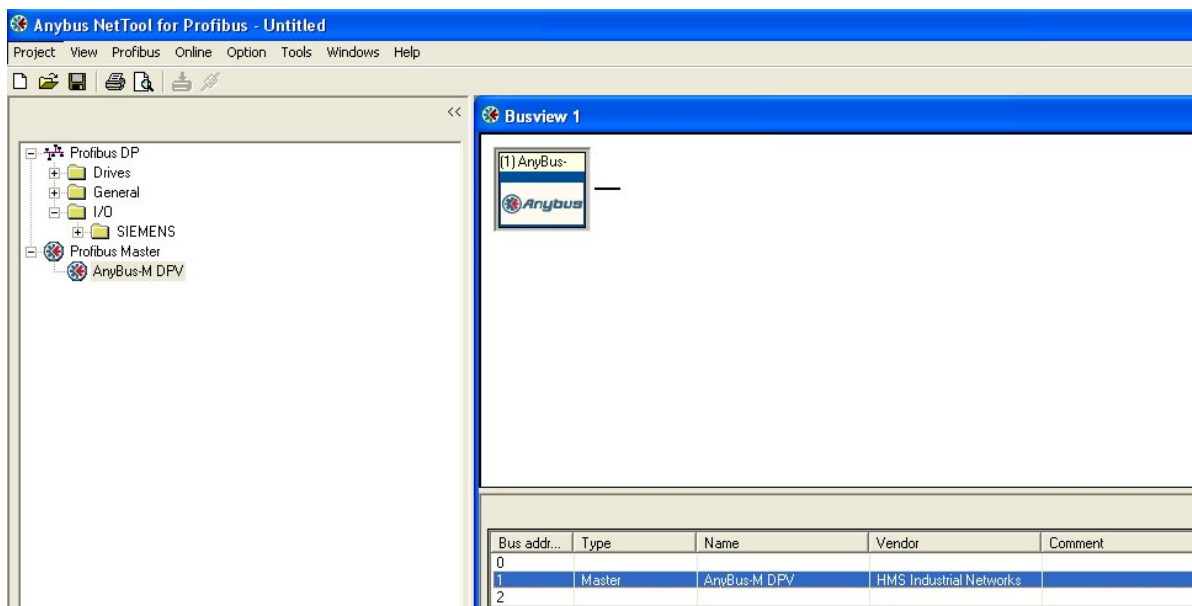 Anybus NetTool for Profibus - Untitled
Project View Profibus Online Option Tools Windows Help
<<
Profibus DP
Drives
General
I/O
SIEMENS
Profibus Master
AnyBus-M DPV
Busview 1
(1) AnyBus-
Anybus
Bus addr... Type Name Vendor Comment
0
1 Master AnyBus-M DPV HMS Industrial Networks
2